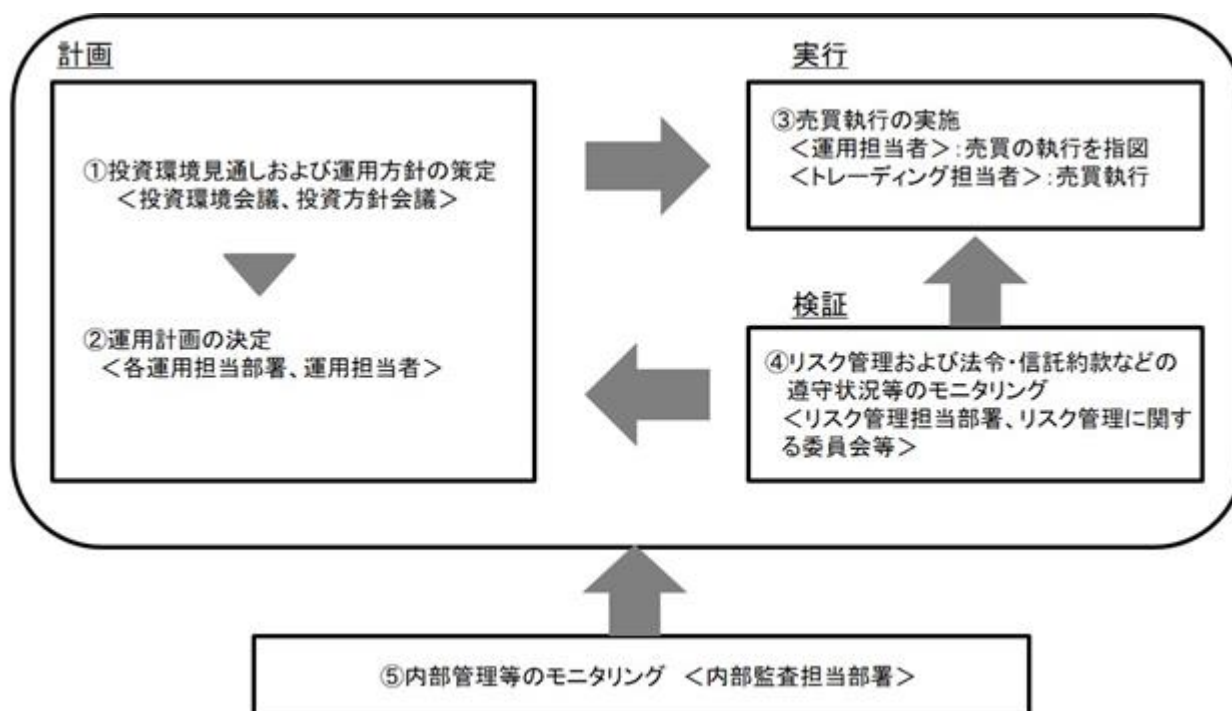 計画
①投資環境見通しおよび運用方針の策定
＜投資環境会議、投資方針会議＞
②運用計画の決定
＜各運用担当部署、運用担当者＞
実行
③売買執行の実施
＜運用担当者＞：売買の執行を指図
＜トレーディング担当者＞：売買執行
検証
④リスク管理および法令・信託約款などの
遵守状況等のモニタリング
＜リスク管理担当部署、リスク管理に関す
る委員会等＞
⑤内部管理等のモニタリング ＜内部監査担当部署＞